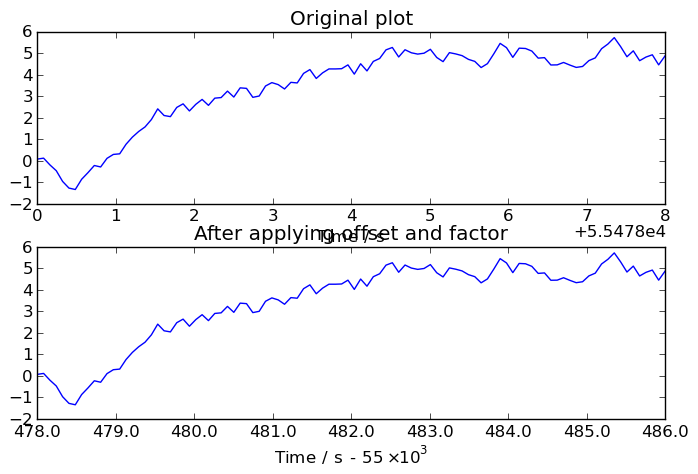 Original plot
6
5
4
3
2
1
0
−1
−2
0 1 2 3 4 5 6 7 8
Time / s
+5.5478e4
After applying offset and factor
6
5
4
3
2
1
0
−1
−2
478.0 479.0 480.0 481.0 482.0 483.0 484.0 485.0 486.0
Time / s - 55 ×10³